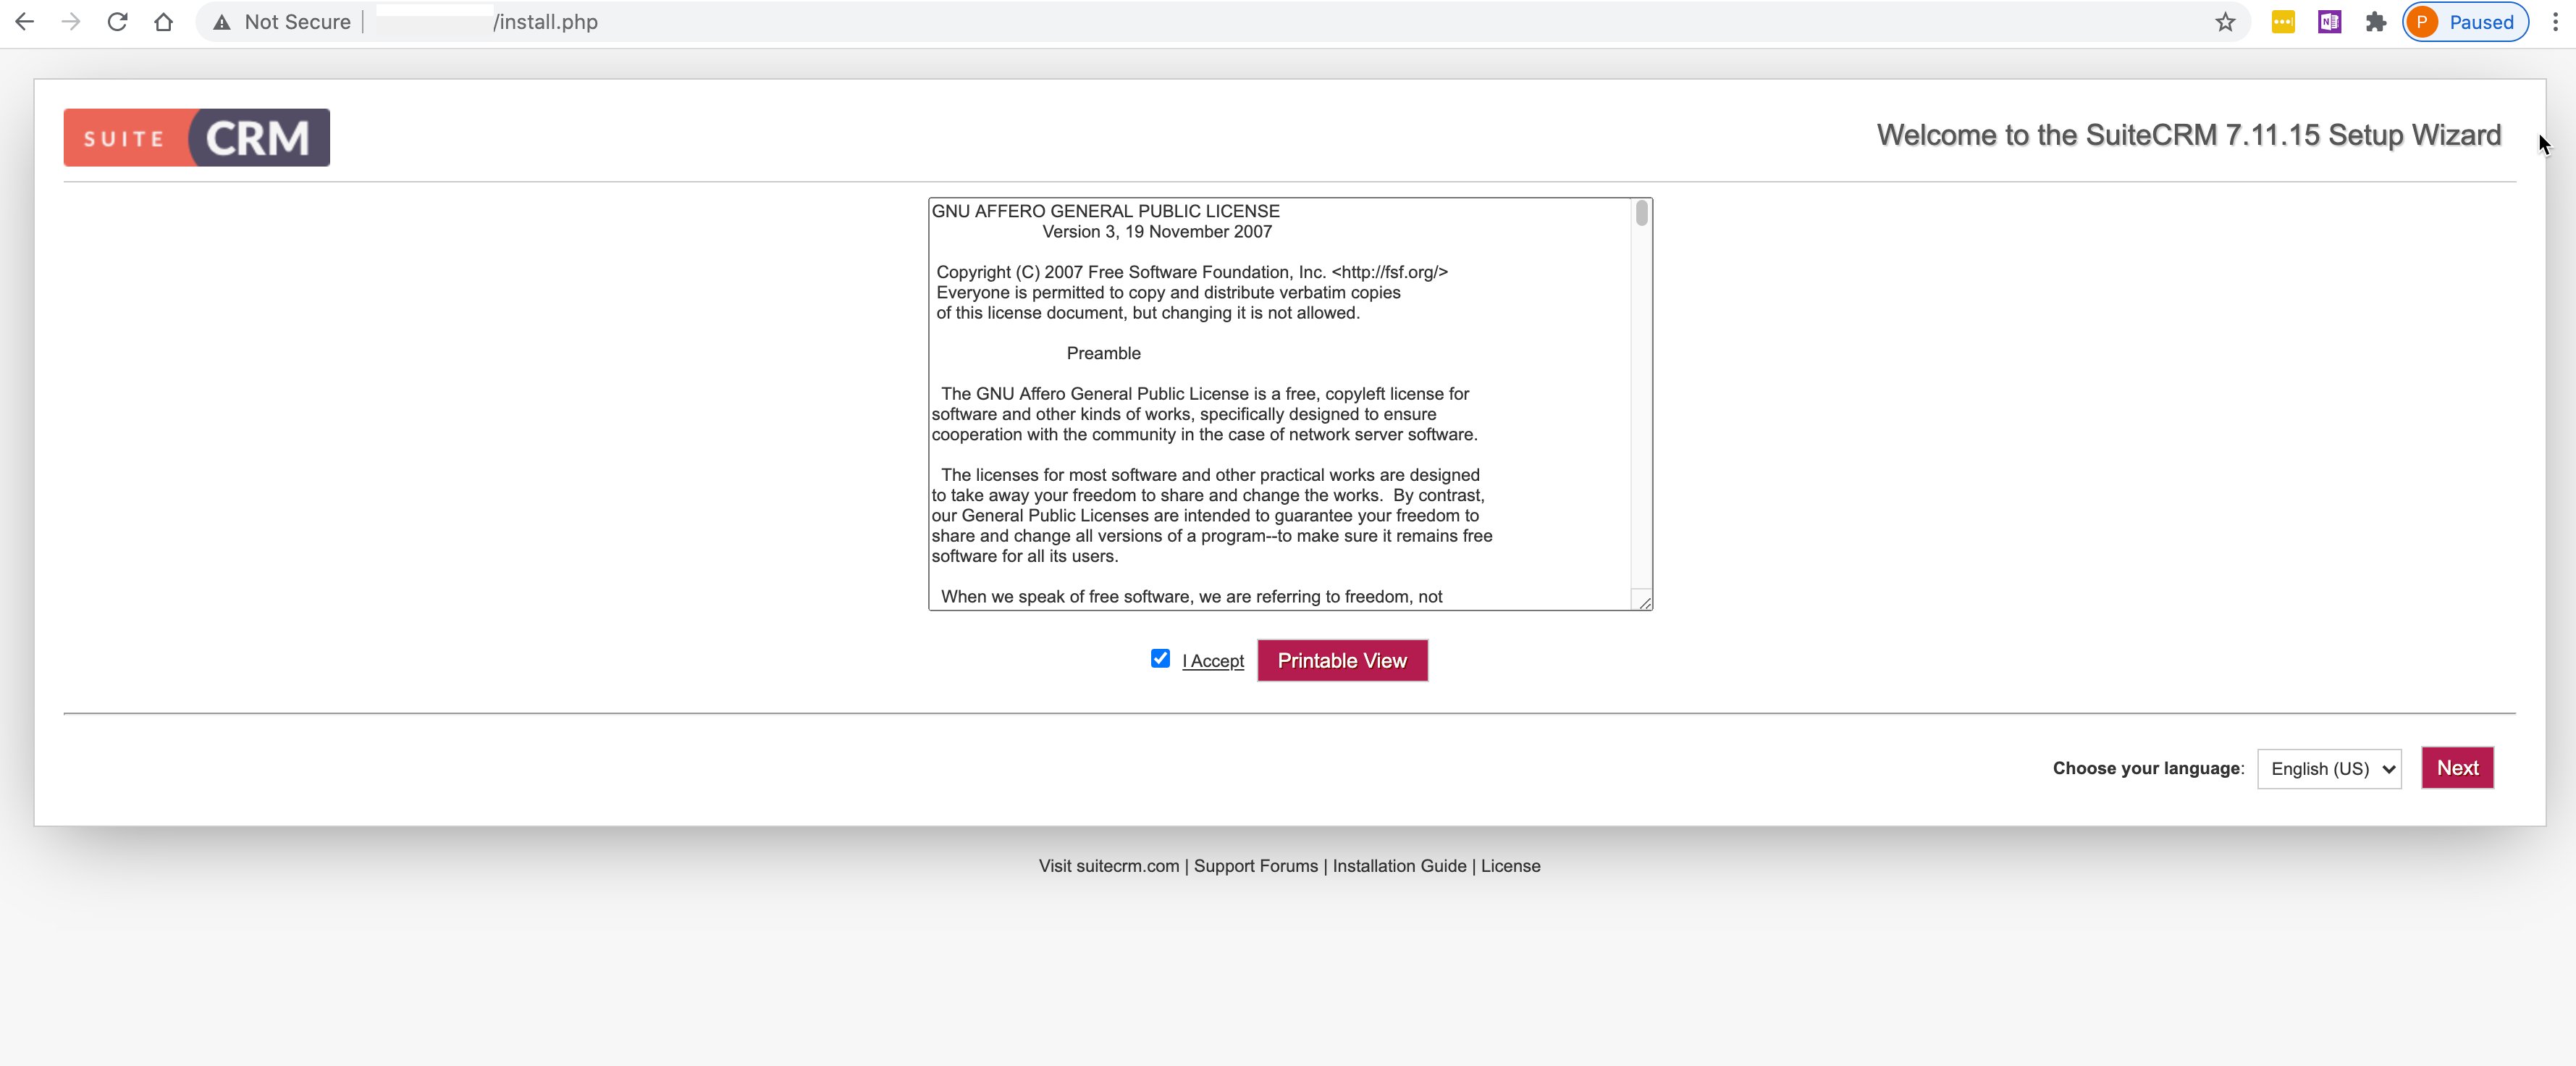 Not Secure
/install.php
P
Paused
SUITE CRM
Welcome to the SuiteCRM 7.11.15 Setup Wizard
GNU AFFERO GENERAL PUBLIC LICENSE
Version 3, 19 November 2007
Copyright (C) 2007 Free Software Foundation, Inc. <http://fsf.org/>
Everyone is permitted to copy and distribute verbatim copies
of this license document, but changing it is not allowed.
Preamble
The GNU Affero General Public License is a free, copyleft license for
software and other kinds of works, specifically designed to ensure
cooperation with the community in the case of network server software.
The licenses for most software and other practical works are designed
to take away your freedom to share and change the works.  By contrast,
our General Public Licenses are intended to guarantee your freedom to
share and change all versions of a program--to make sure it remains free
software for all its users.
When we speak of free software, we are referring to freedom, not
I Accept
Printable View
Choose your language:
English (US)
Next
Visit suitecrm.com | Support Forums | Installation Guide | License